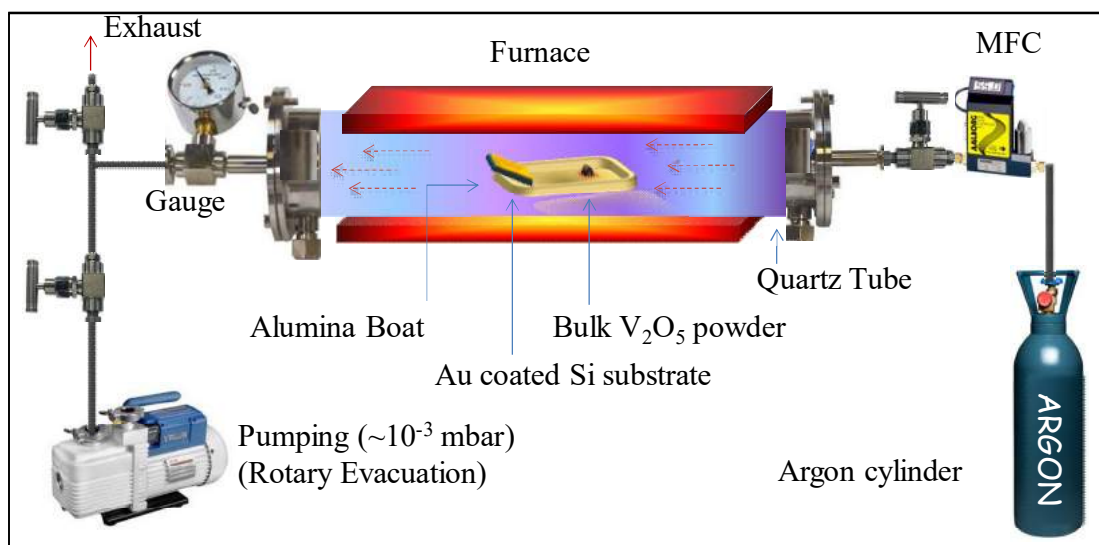 Exhaust
MFC
Furnace
AALBORG
Gauge
Quartz Tube
Alumina Boat
Bulk V₂O₅ powder
Au coated Si substrate
Pumping (~10⁻³ mbar)
(Rotary Evacuation)
Argon cylinder
ARGON